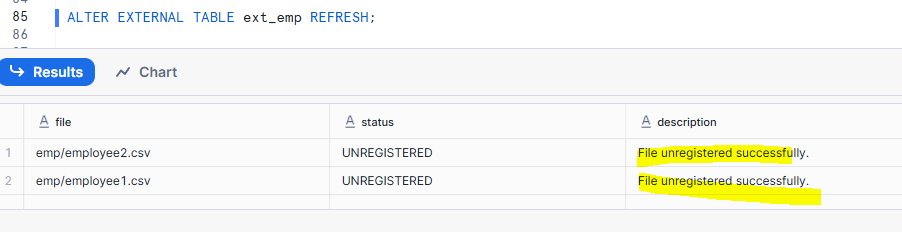 85 ALTER EXTERNAL TABLE ext_emp REFRESH;
86
Results Chart
file status description
1 emp/employee2.csv UNREGISTERED File unregistered successfully.
2 emp/employee1.csv UNREGISTERED File unregistered successfully.